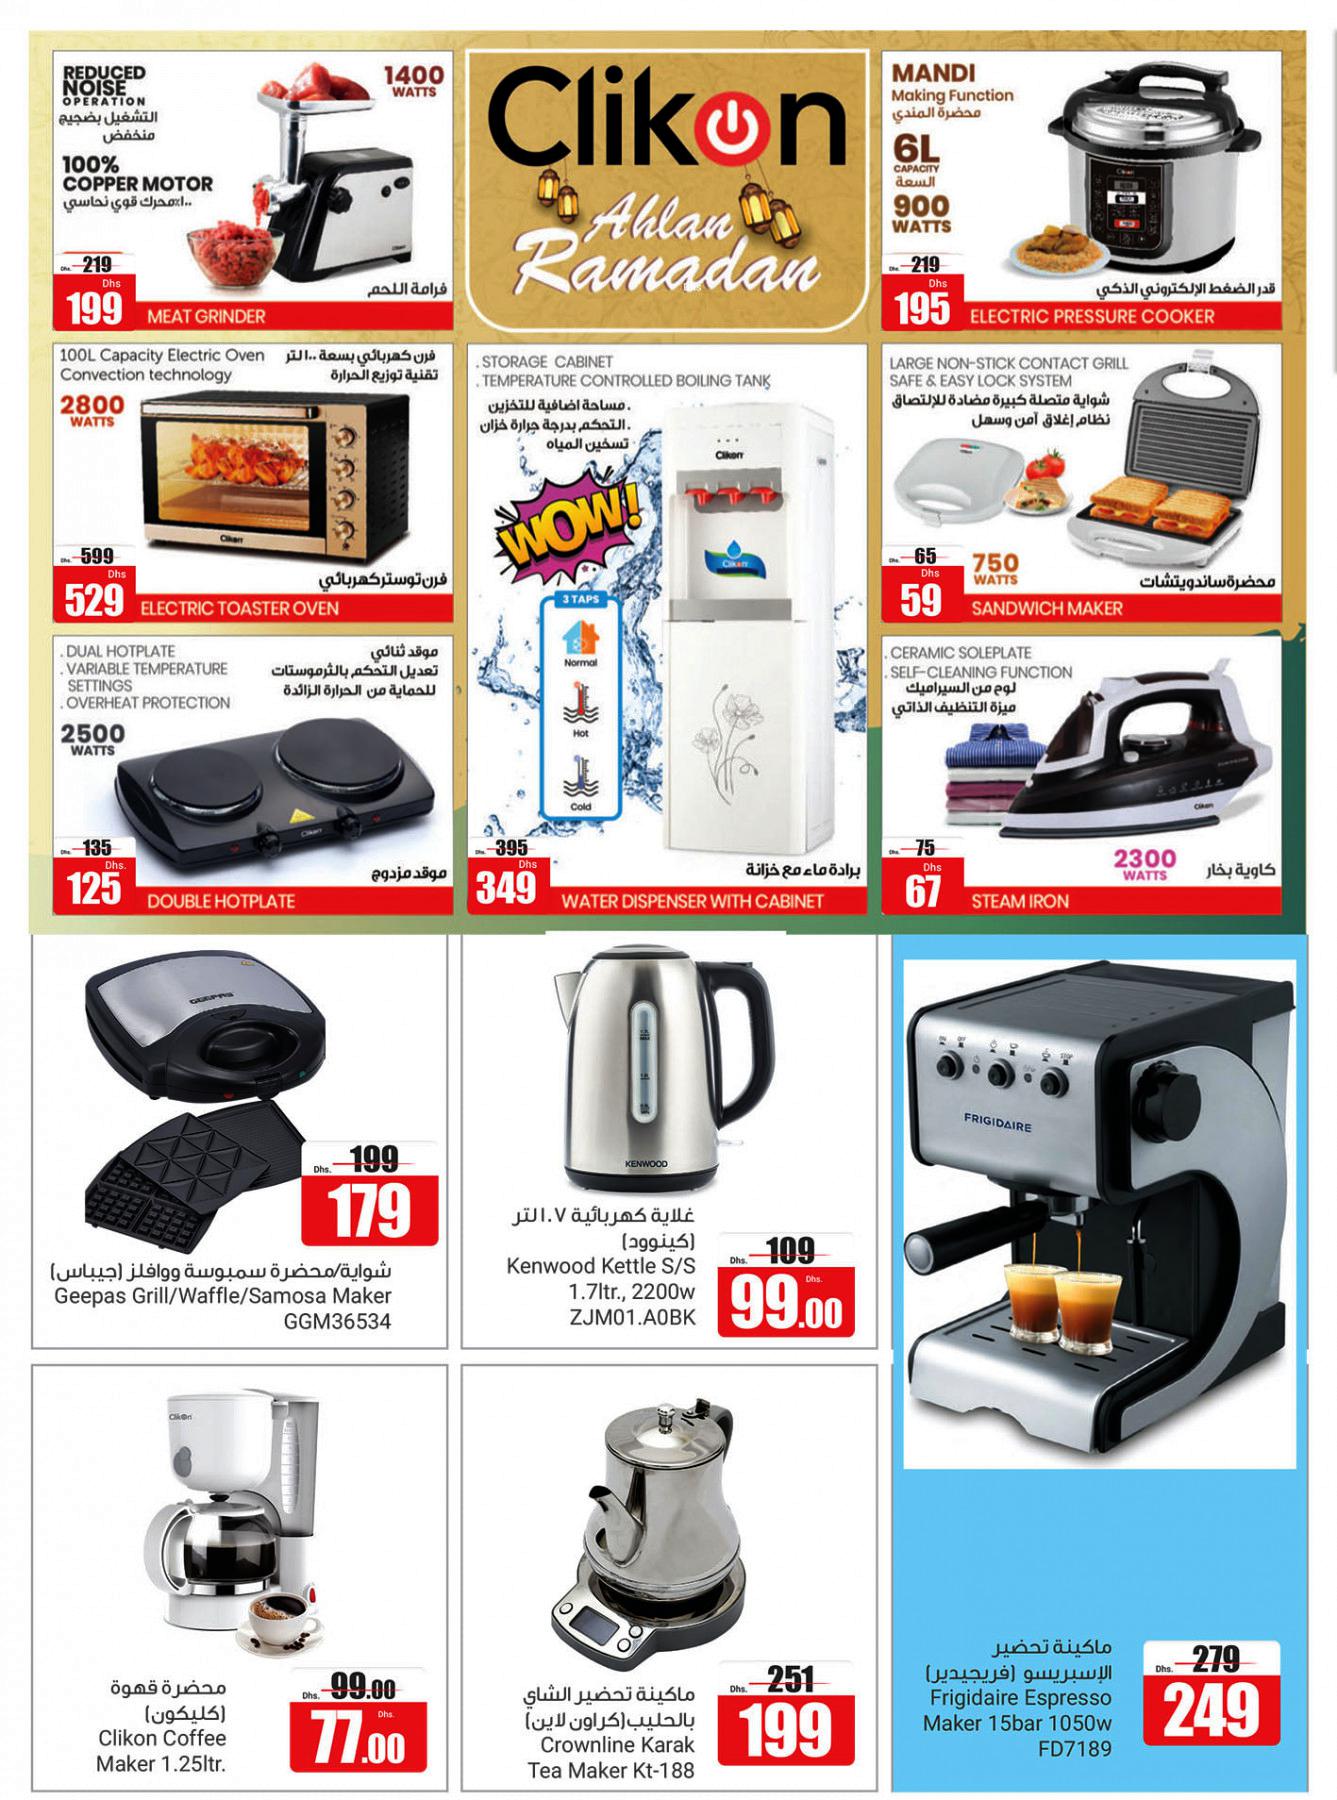 REDUCED
NOISE
OPERATION
التشغيل بضجيج
منخفض
100%
COPPER MOTOR
١٠٠٪محرك قوي نحاسي
1400
WATTS
Clikon
فرامة اللحم
Dhs. 219
Dhs
199
MEAT GRINDER
Clikon
Ahlan
Ramadan
Dhs
MANDI
Making Function
محضرة المندي
6L
CAPACITY
السعة
900
WATTS
Clikon
Dhs. 219
Dhs
195
قدر الضغط الإلكتروني الذكي
ELECTRIC PRESSURE COOKER
100L Capacity Electric Oven
Convection technology
فرن كهربائي بسعة ١٠٠ لتر
تقنية توزيع الحرارة
2800
WATTS
Clikon
Dhs. 599
Dhs
529
فرن توستر كهربائي
ELECTRIC TOASTER OVEN
. STORAGE CABINET
. TEMPERATURE CONTROLLED BOILING TANK
. مساحة اضافية للتخزين
. التحكم بدرجة حرارة خزان
تسخين المياه
Clikon
WOW!
Clikon
3 TAPS
Normal
Hot
Cold
Dhs. 395
Dhs
349
برادة ماء مع خزانة
WATER DISPENSER WITH CABINET
LARGE NON-STICK CONTACT GRILL
SAFE & EASY LOCK SYSTEM
شواية متصلة كبيرة مضادة للإلتصاق
نظام إغلاق آمن وسهل
Dhs. 65
Dhs
59
750
WATTS
محضرة ساندويتشات
SANDWICH MAKER
. DUAL HOTPLATE
. VARIABLE TEMPERATURE
SETTINGS
. OVERHEAT PROTECTION
موقد ثنائي
تعديل التحكم بالثرموستات
للحماية من الحرارة الزائدة
2500
WATTS
Clikon
Dhs. 135
Dhs.
125
موقد مزدوج
DOUBLE HOTPLATE
. CERAMIC SOLEPLATE
. SELF-CLEANING FUNCTION
لوح من السيراميك
ميزة التنظيف الذاتي
Clikon
Dhs. 75
Dhs
67
2300
WATTS
كاوية بخار
STEAM IRON
GEEPAS
Dhs. 199
179
شواية/محضرة سمبوسة ووافلز (جيباس)
Geepas Grill/Waffle/Samosa Maker
GGM36534
KENWOOD
غلاية كهربائية ١.٧ لتر
(كينوود)
Kenwood Kettle S/S
1.7ltr., 2200w
ZJM01.A0BK
Dhs. 109
Dhs.
99.00
ON
OFF
STOP
FRIGIDAIRE
ماكينة تحضير
الإسبريسو (فريجيدير)
Frigidaire Espresso
Maker 15bar 1050w
FD7189
Dhs. 279
249
Clikon
محضرة قهوة
(كليكون)
Clikon Coffee
Maker 1.25ltr.
Dhs. 99.00
Dhs.
77.00
ماكينة تحضير الشاي
بالحليب(كراون لاين)
Crownline Karak
Tea Maker Kt-188
Dhs. 251
199